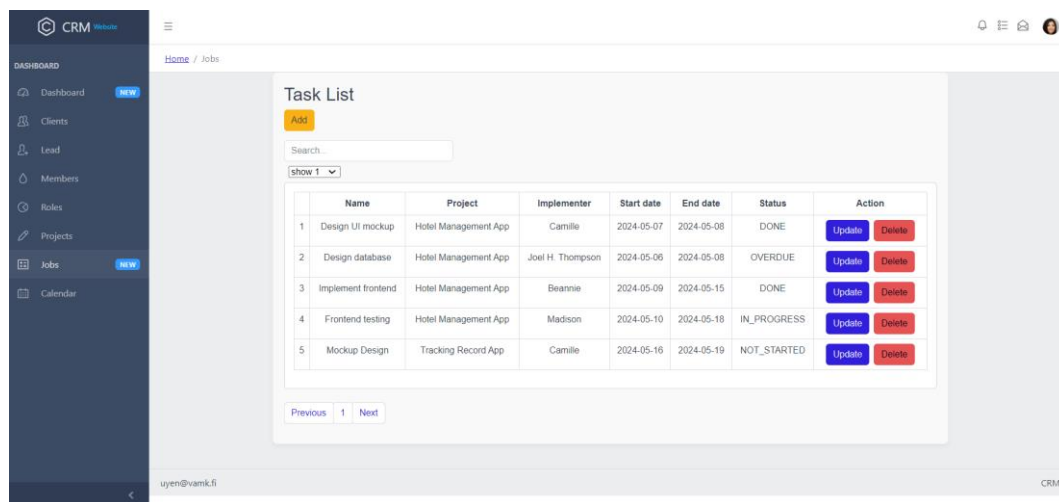 CRM Website
Home / Jobs
DASHBOARD
Dashboard NEW
Clients
Lead
Members
Roles
Projects
Jobs NEW
Calendar
Task List
Add
Search...
show 1
Name Project Implementer Start date End date Status Action
1 Design UI mockup Hotel Management App Camille 2024-05-07 2024-05-08 DONE Update Delete
2 Design database Hotel Management App Joel H. Thompson 2024-05-06 2024-05-08 OVERDUE Update Delete
3 Implement frontend Hotel Management App Beannie 2024-05-09 2024-05-15 DONE Update Delete
4 Frontend testing Hotel Management App Madison 2024-05-10 2024-05-18 IN_PROGRESS Update Delete
5 Mockup Design Tracking Record App Camille 2024-05-16 2024-05-19 NOT_STARTED Update Delete
Previous 1 Next
uyen@vamk.fi CRM